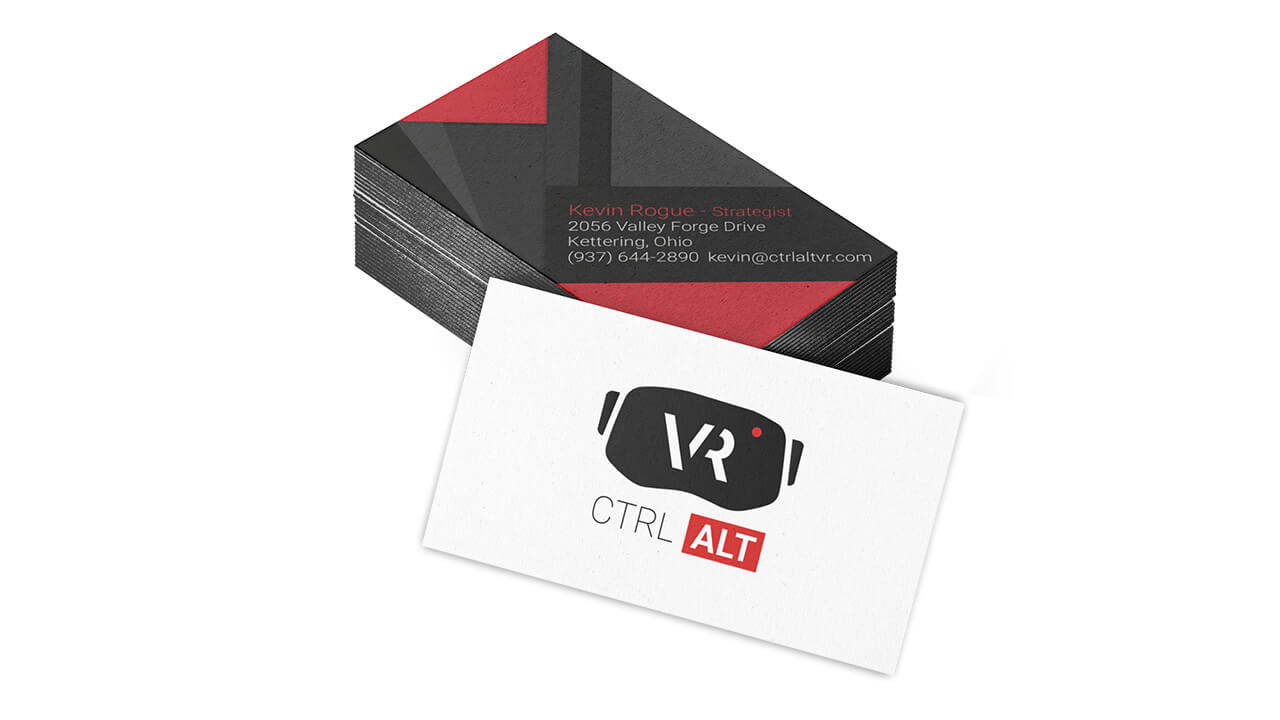 Kevin Rogue - Strategist
2056 Valley Forge Drive
Kettering, Ohio
(937) 644-2890 kevin@ctrlaltvr.com
VR
CTRL ALT